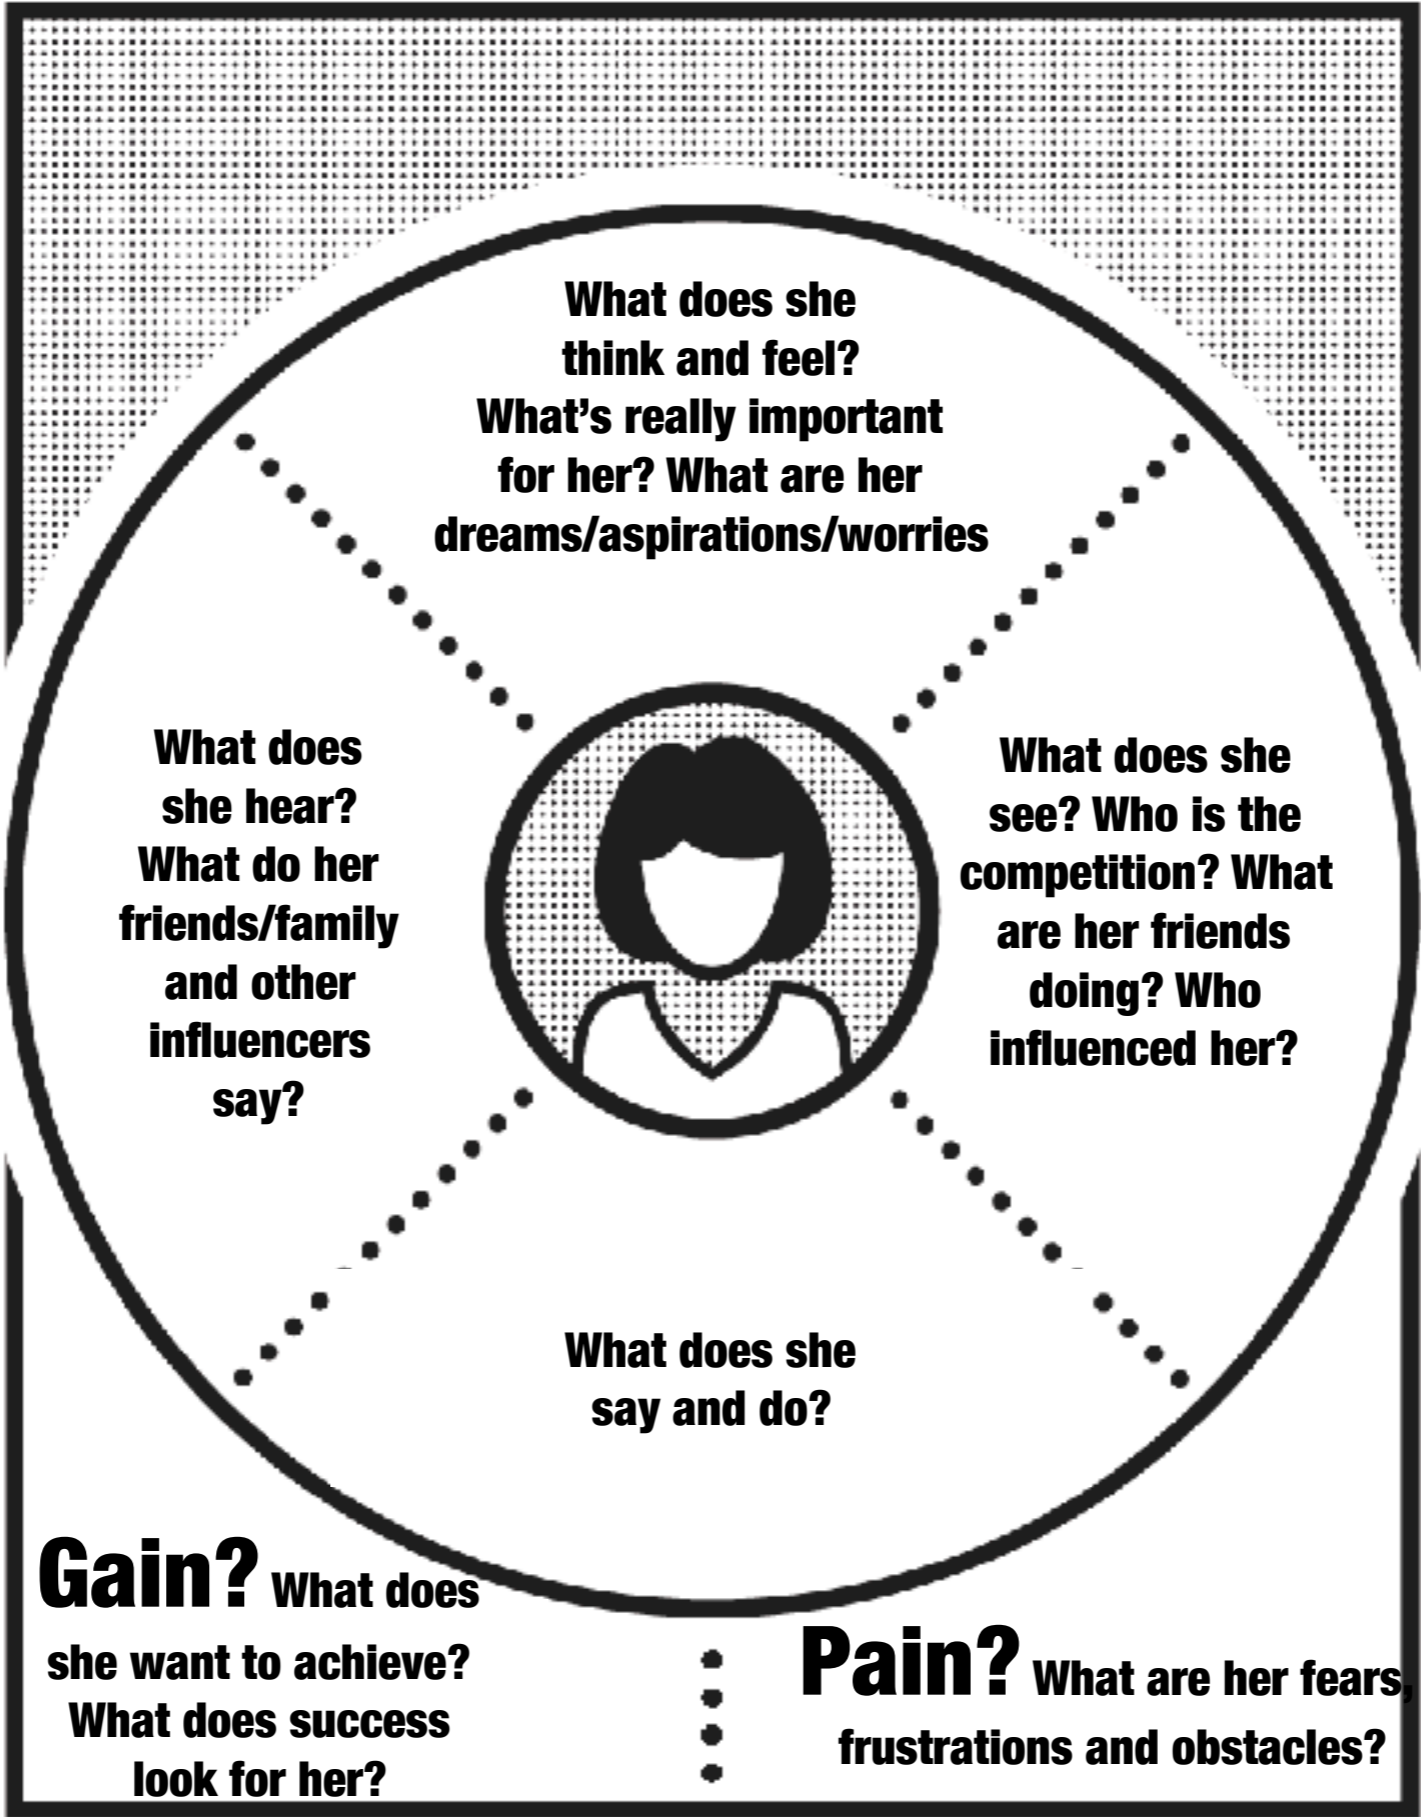 What does she
think and feel?
What’s really important
for her? What are her
dreams/aspirations/worries
What does
she hear?
What do her
friends/family
and other
influencers
say?
What does she
see? Who is the
competition? What
are her friends
doing? Who
influenced her?
What does she
say and do?
Gain? What does
she want to achieve?
What does success
look for her?
Pain? What are her fears,
frustrations and obstacles?